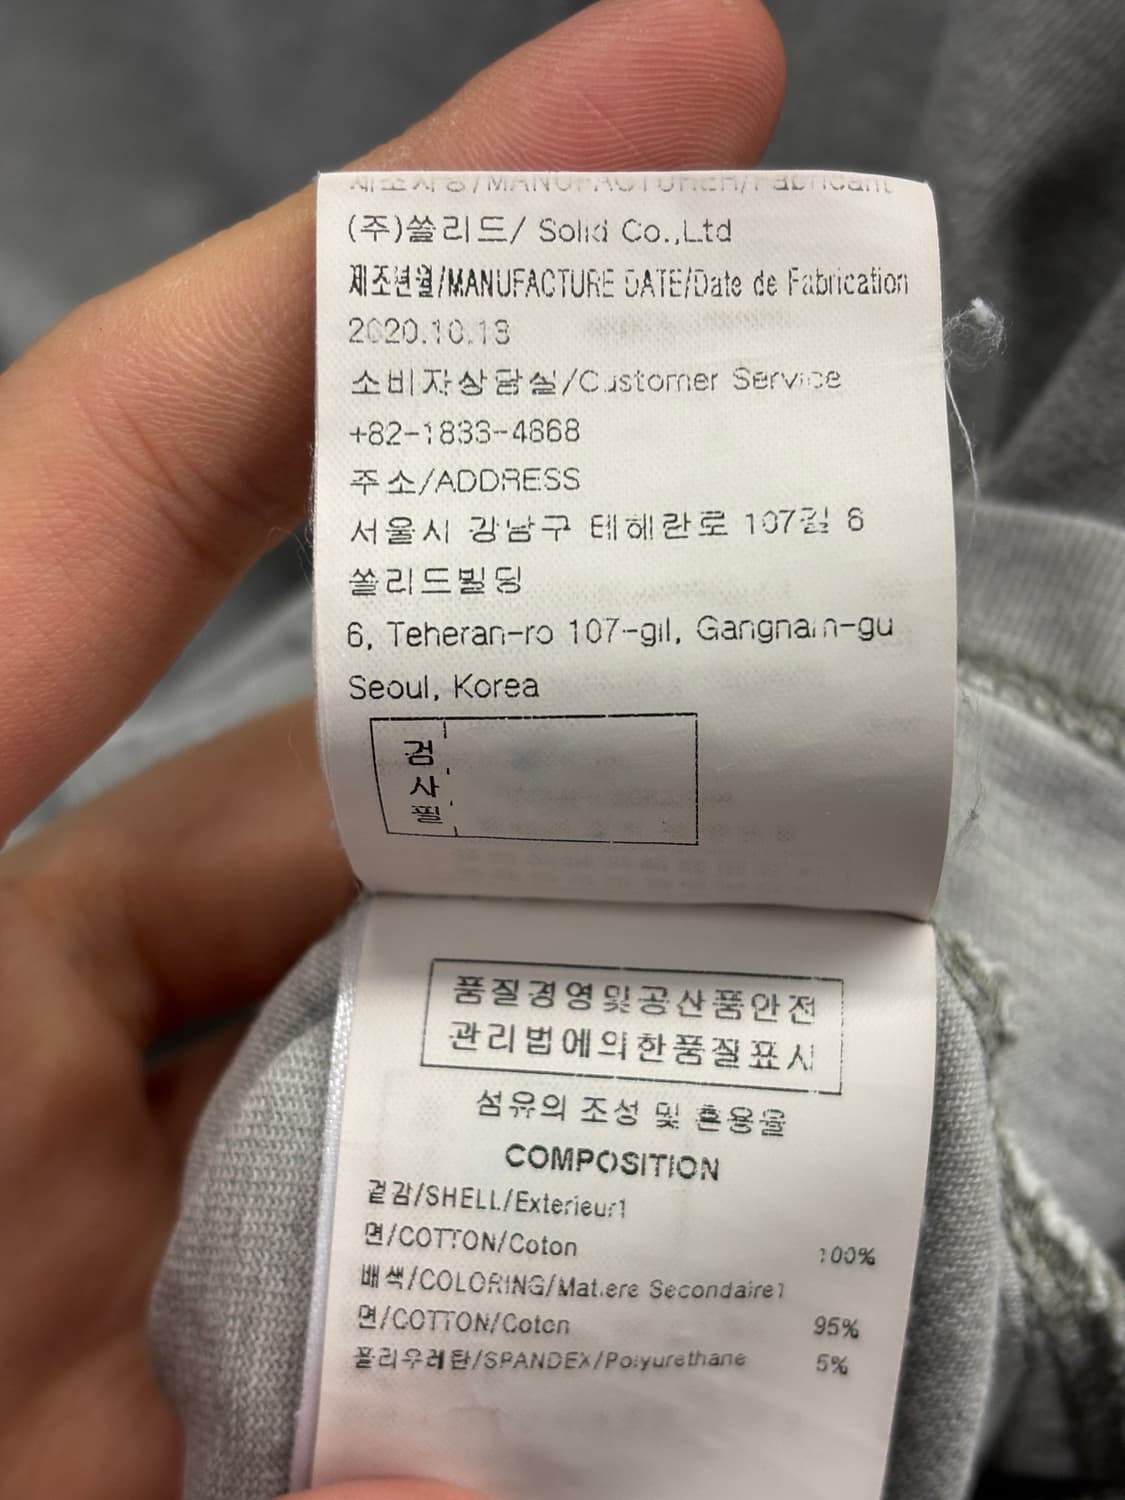 제조자명/MANUFACTURER/Fabricant
(주)쏠리드/ Solid Co.,Ltd
제조년월/MANUFACTURE DATE/Date de Fabrication
2020.10.13
소비자상담실/Customer Service
+82-1833-4868
주소/ADDRESS
서울시 강남구 테헤란로 107길 6
쏠리드빌딩
6, Teheran-ro 107-gil, Gangnam-gu
Seoul, Korea
검
사
필
품질경영및공산품안전
관리법에의한품질표시
섬유의 조성 및 혼용율
COMPOSITION
겉감/SHELL/Exterieur1
면/COTTON/Coton 100%
배색/COLORING/Matiere Secondaire1
면/COTTON/Coton 95%
폴리우레탄/SPANDEX/Polyurethane 5%